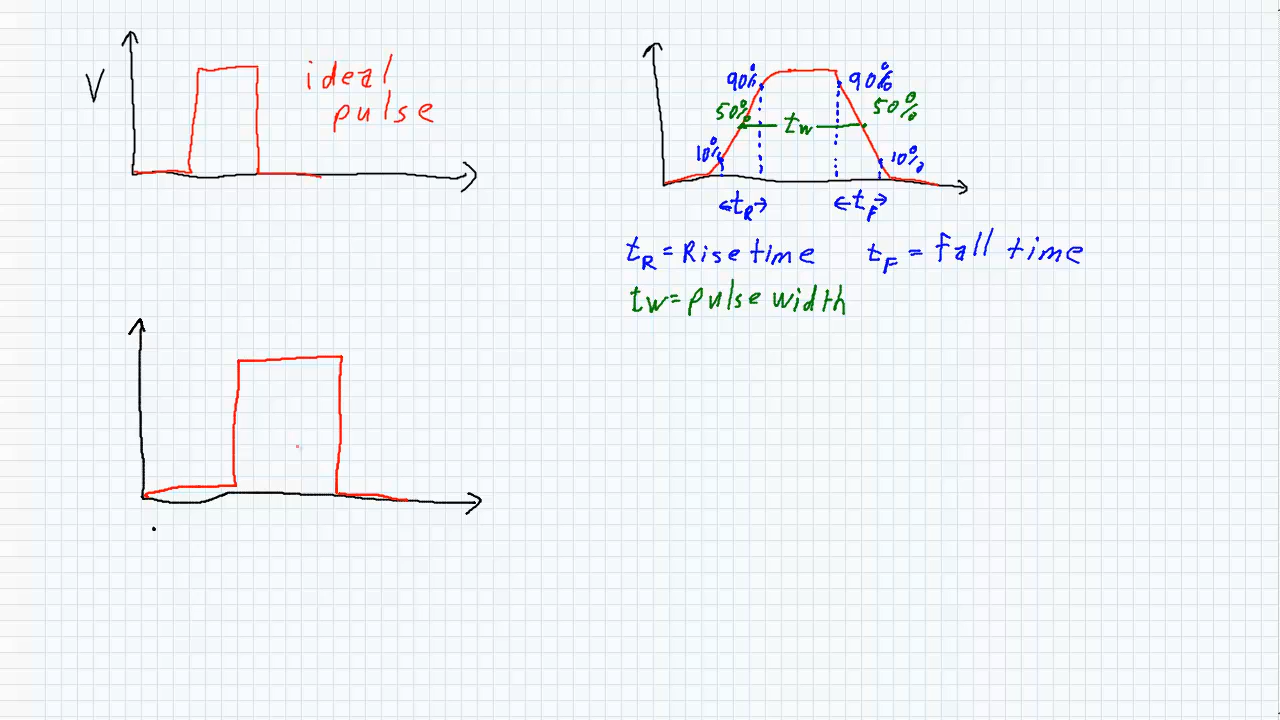 V
ideal
pulse
90%
90%
50%
50%
tw
10%
10%
tR
tF
tR = Rise time
tF = Fall time
tw = pulse width